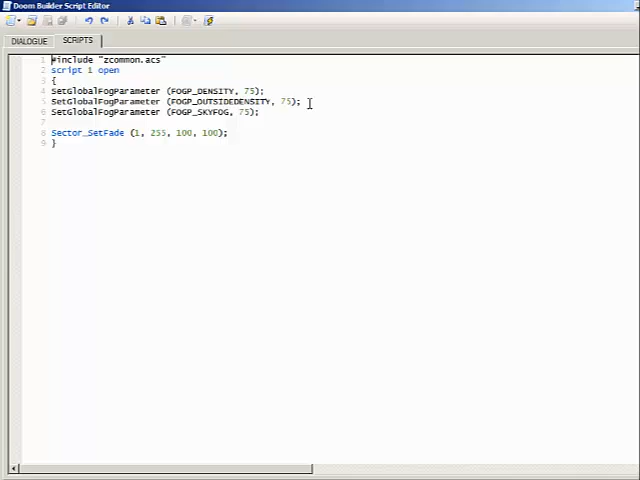 Doom Builder Script Editor
DIALOGUE SCRIPTS
1 #include "zcommon.acs"
2 script 1 open
3 {
4 SetGlobalFogParameter (FOGP_DENSITY, 75);
5 SetGlobalFogParameter (FOGP_OUTSIDEDENSITY, 75);
6 SetGlobalFogParameter (FOGP_SKYFOG, 75);
7
8 Sector_SetFade (1, 255, 100, 100);
9 }